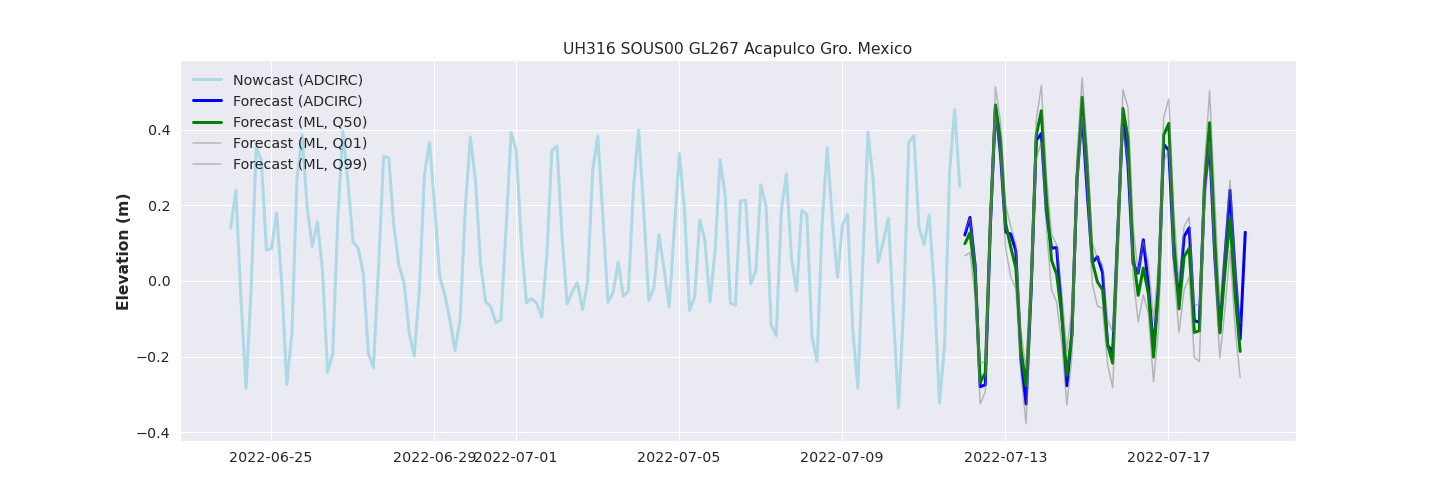 UH316 SOUS00 GL267 Acapulco Gro. Mexico
Nowcast (ADCIRC)
Forecast (ADCIRC)
Forecast (ML, Q50)
Forecast (ML, Q01)
Forecast (ML, Q99)
Elevation (m)
0.4
0.2
0.0
−0.2
−0.4
2022-06-25 2022-06-29 2022-07-01 2022-07-05 2022-07-09 2022-07-13 2022-07-17